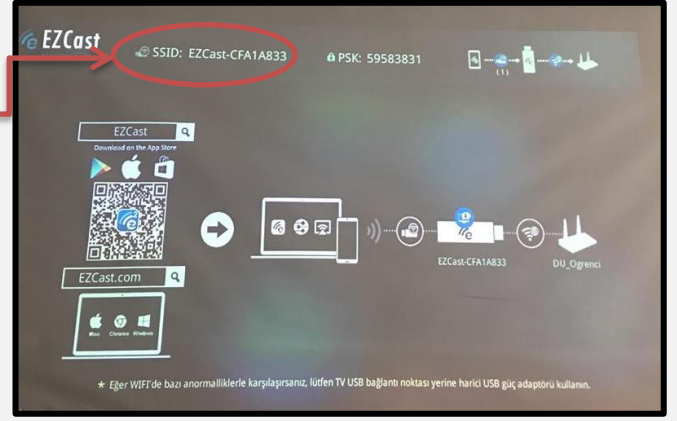 EZCast
SSID: EZCast-CFA1A833
PSK: 59583831
(1)
EZCast
Download on the App Store
EZCast-CFA1A833
DU_Ogrenci
EZCast.com
Mac Chrome Windows
* Eğer WIFI'de bazı anormalliklerle karşılaşırsanız, lütfen TV USB bağlantı noktası yerine harici USB güç adaptörü kullanın.